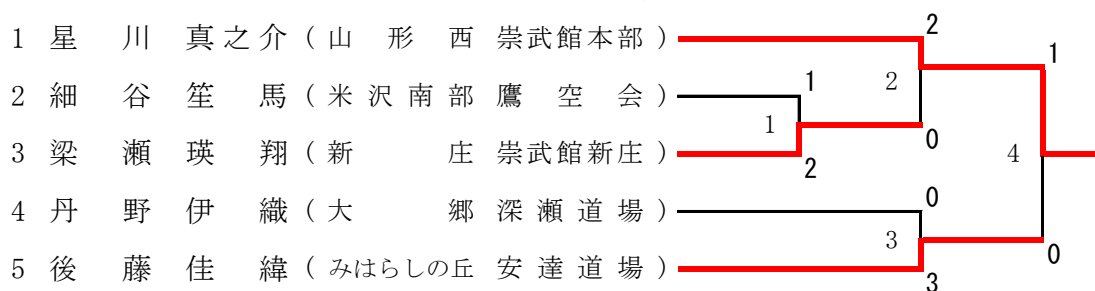 1 星川真之介(山形西 崇武館本部)
2 細谷笙馬(米沢南部 鷹空会)
3 梁瀬瑛翔(新庄 崇武館新庄)
4 丹野伊織(大郷 深瀬道場)
5 後藤佳緯(みはらしの丘 安達道場)
2
1
1
2
1
2
0
4
0
3
3
0